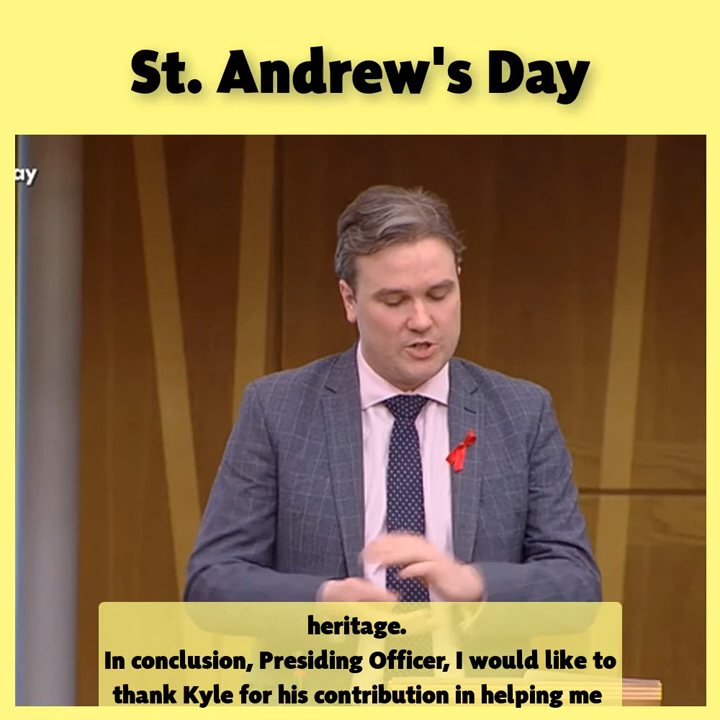 St. Andrew's Day
ay
heritage.
In conclusion, Presiding Officer, I would like to
thank Kyle for his contribution in helping me